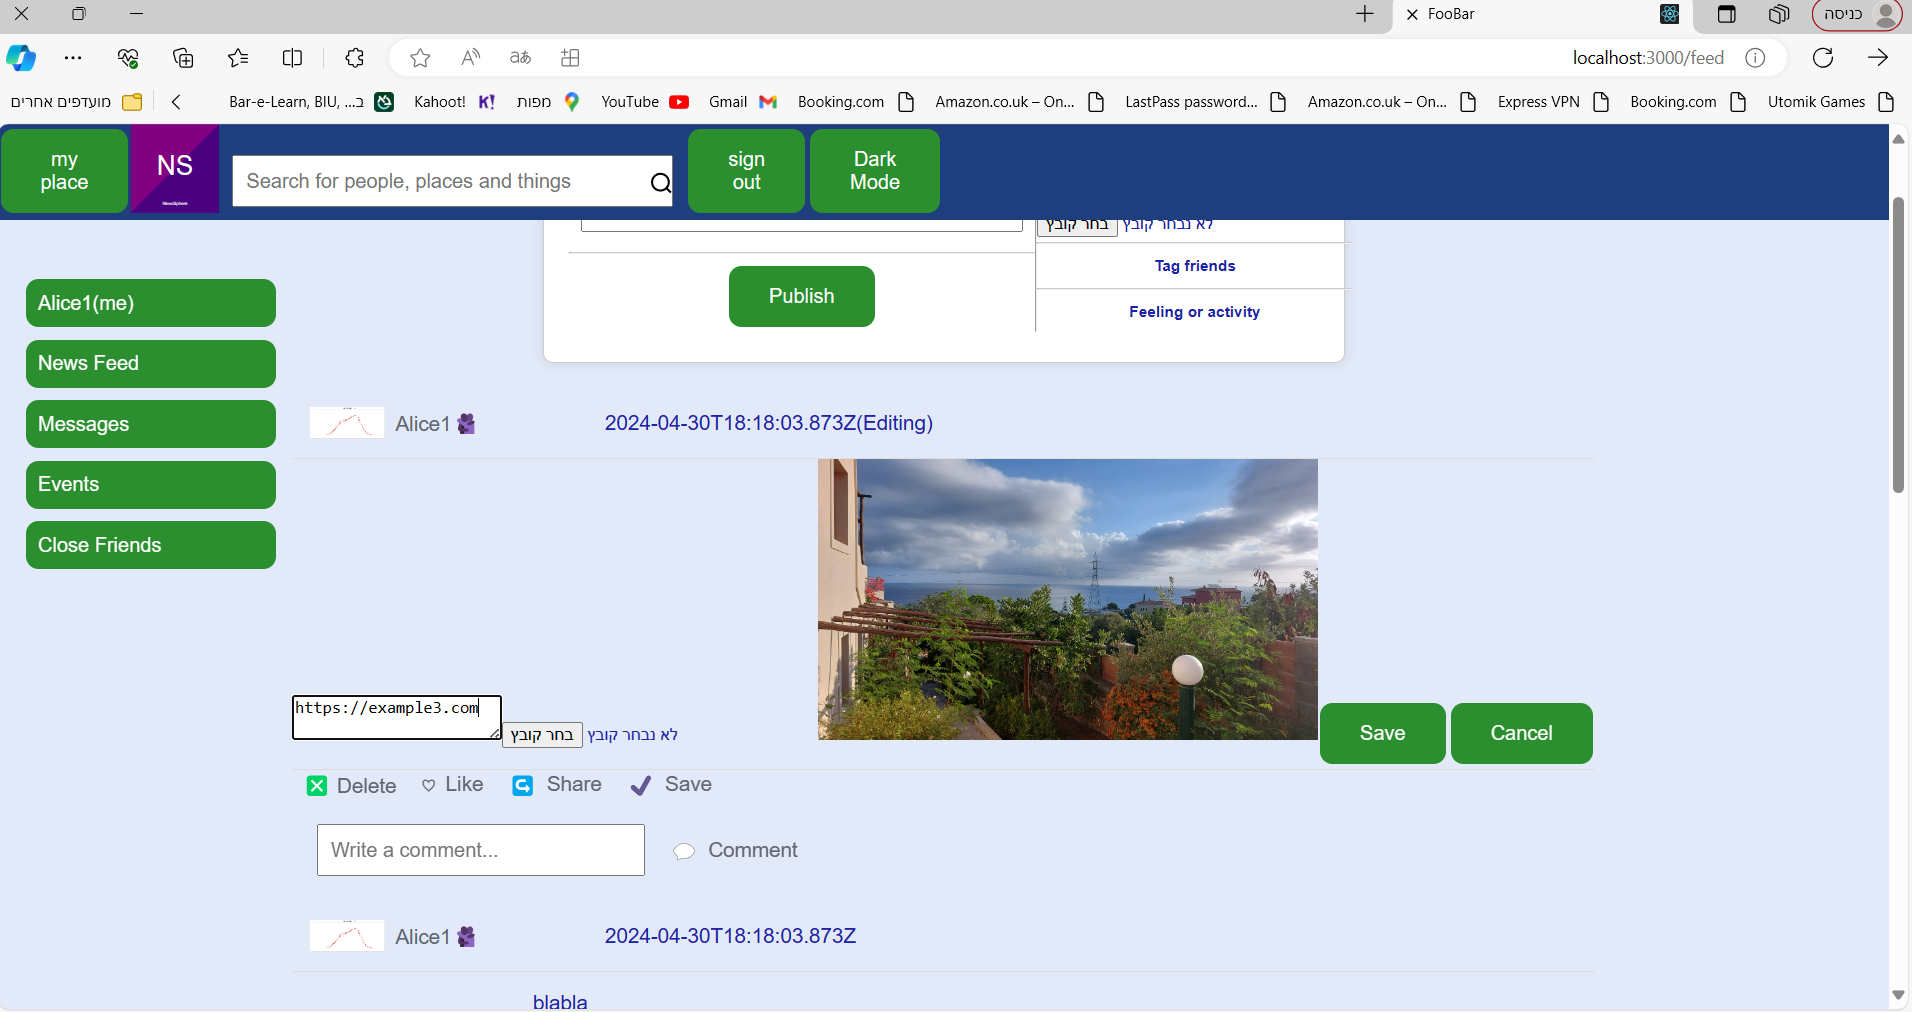 FooBar
כניסה
localhost:3000/feed
מועדפים אחרים
Bar-e-Learn, BIU, ...ב
Kahoot!
מפות
YouTube
Gmail
Booking.com
Amazon.co.uk – On...
LastPass password...
Amazon.co.uk – On...
Express VPN
Booking.com
Utomik Games
my
place
NS
Search for people, places and things
sign
out
Dark
Mode
בחר קובץ
לא נבחר קובץ
Tag friends
Publish
Feeling or activity
Alice1(me)
News Feed
Messages
Events
Close Friends
Alice1
2024-04-30T18:18:03.873Z(Editing)
https://example3.com
בחר קובץ
לא נבחר קובץ
Save
Cancel
Delete
Like
Share
Save
Write a comment...
Comment
Alice1
2024-04-30T18:18:03.873Z
blabla